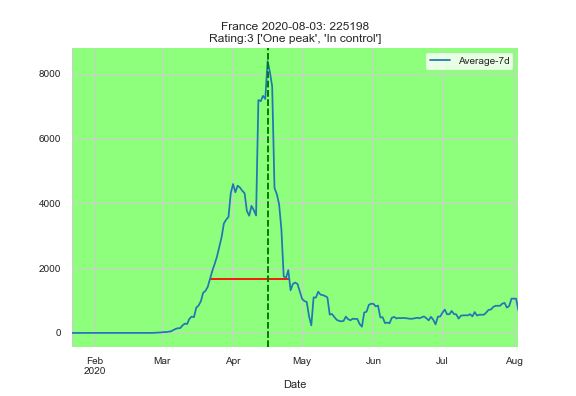 France 2020-08-03: 225198
Rating:3 ['One peak', 'In control']
Average-7d
8000
6000
4000
2000
0
Feb
2020
Mar
Apr
May
Jun
Jul
Aug
Date